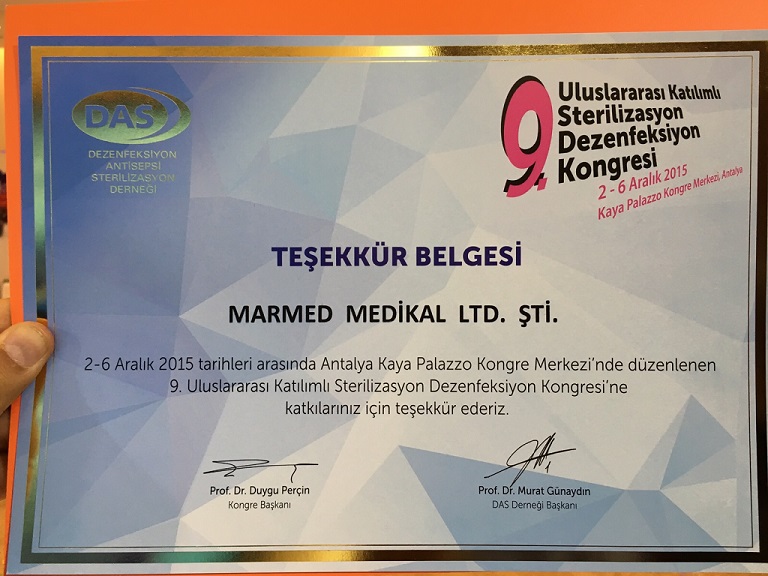 DAS
DEZENFEKSİYON
ANTİSEPSİ
STERİLİZASYON
DERNEĞİ
9.
Uluslararası Katılımlı
Sterilizasyon
Dezenfeksiyon
Kongresi
2 - 6 Aralık 2015
Kaya Palazzo Kongre Merkezi, Antalya
TEŞEKKÜR BELGESİ
MARMED MEDİKAL LTD. ŞTİ.
2-6 Aralık 2015 tarihleri arasında Antalya Kaya Palazzo Kongre Merkezi’nde düzenlenen
9. Uluslararası Katılımlı Sterilizasyon Dezenfeksiyon Kongresi’ne
katkılarınız için teşekkür ederiz.
Prof. Dr. Duygu Perçin
Kongre Başkanı
Prof. Dr. Murat Günaydın
DAS Derneği Başkanı